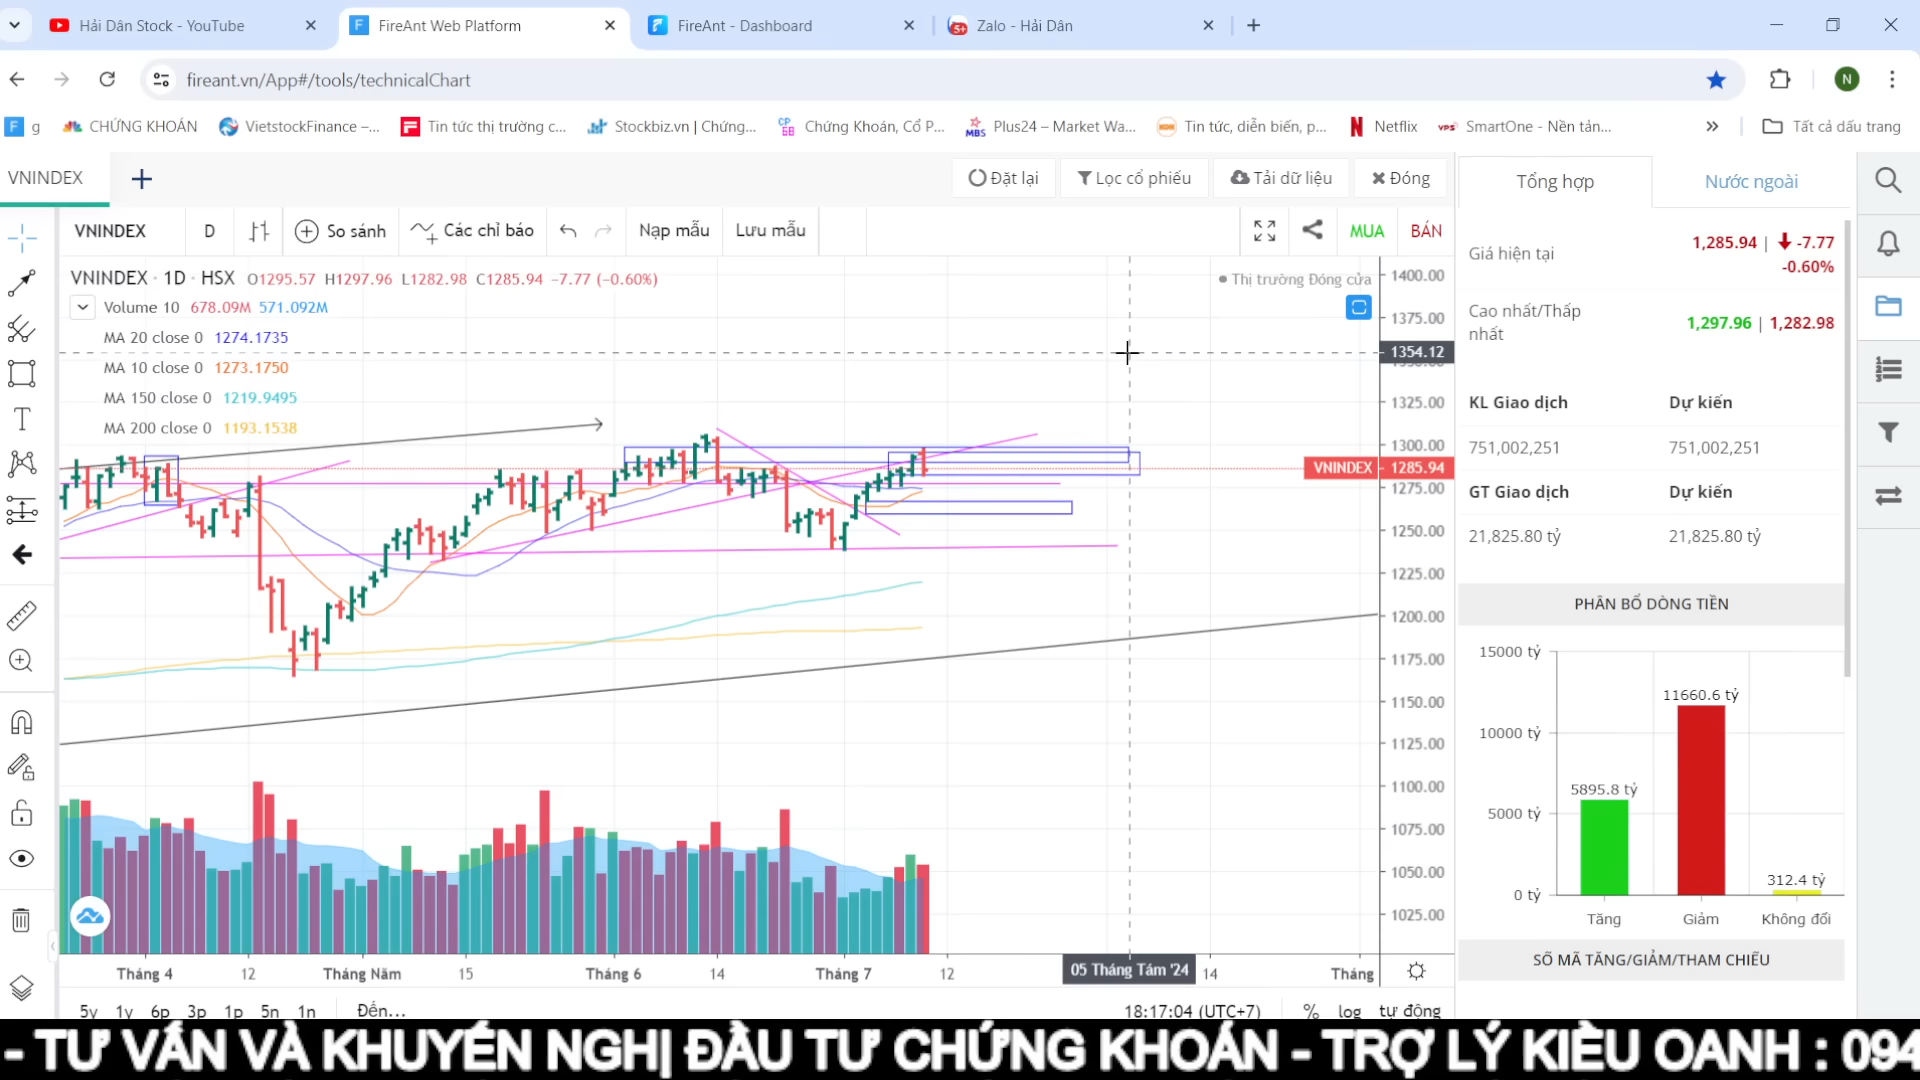 Hải Dân Stock - YouTube
FireAnt Web Platform
FireAnt - Dashboard
Zalo - Hải Dân
fireant.vn/App#/tools/technicalChart
N
g
CHỨNG KHOÁN
VietstockFinance –...
Tin tức thị trường c...
Stockbiz.vn | Chứng...
Chứng Khoán, Cổ P...
Plus24 – Market Wa...
Tin tức, diễn biến, p...
Netflix
SmartOne - Nền tản...
Tất cả dấu trang
VNINDEX
Đặt lại
Lọc cổ phiếu
Tải dữ liệu
Đóng
Tổng hợp
Nước ngoài
VNINDEX
D
So sánh
Các chỉ báo
Nạp mẫu
Lưu mẫu
MUA
BÁN
VNINDEX · 1D · HSX O1295.57 H1297.96 L1282.98 C1285.94 −7.77 (−0.60%)
Thị trường Đóng cửa
Volume 10 678.09M 571.092M
MA 20 close 0 1274.1735
MA 10 close 0 1273.1750
MA 150 close 0 1219.9495
MA 200 close 0 1193.1538
1400.00
1375.00
1354.12
1325.00
1300.00
VNINDEX 1285.94
1275.00
1250.00
1225.00
1200.00
1175.00
1150.00
1125.00
1100.00
1075.00
1050.00
1025.00
Tháng 4
12
Tháng Năm
15
Tháng 6
14
Tháng 7
12
05 Tháng Tám '24
14
Tháng
5y 1y 6p 3p 1p 5n 1n Đến...
18:17:04 (UTC+7)
% log tự động
Giá hiện tại
1,285.94 | -7.77
-0.60%
Cao nhất/Thấp nhất
1,297.96 | 1,282.98
KL Giao dịch
Dự kiến
751,002,251
751,002,251
GT Giao dịch
Dự kiến
21,825.80 tỷ
21,825.80 tỷ
PHÂN BỔ DÒNG TIỀN
15000 tỷ
10000 tỷ
5000 tỷ
0 tỷ
5895.8 tỷ
11660.6 tỷ
312.4 tỷ
Tăng
Giảm
Không đổi
SỐ MÃ TĂNG/GIẢM/THAM CHIẾU
- TƯ VẤN VÀ KHUYẾN NGHỊ ĐẦU TƯ CHỨNG KHOÁN - TRỢ LÝ KIỀU OANH : 094